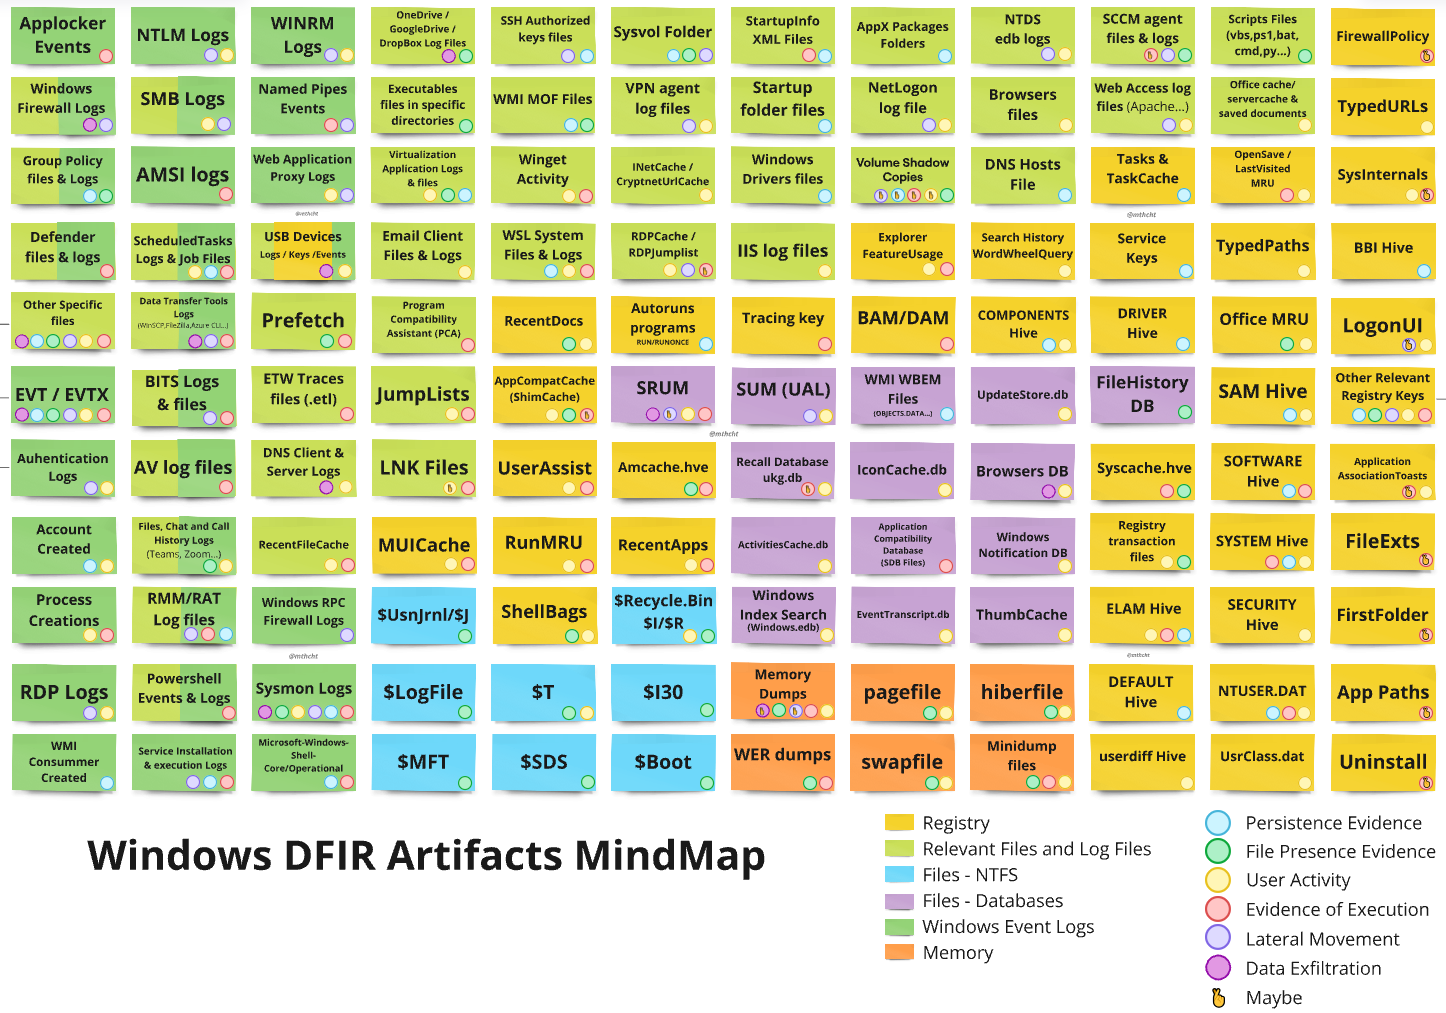 Applocker
Events
NTLM Logs
WINRM
Logs
OneDrive /
GoogleDrive /
DropBox Log Files
SSH Authorized
keys files
Sysvol Folder
StartupInfo
XML Files
AppX Packages
Folders
NTDS
edb logs
SCCM agent
files & logs
Scripts Files
(vbs,ps1,bat,
cmd,py...)
FirewallPolicy
Windows
Firewall Logs
SMB Logs
Named Pipes
Events
Executables
files in specific
directories
WMI MOF Files
VPN agent
log files
Startup
folder files
NetLogon
log file
Browsers
files
Web Access log
files (Apache...)
Office cache/
servercache &
saved documents
TypedURLs
Group Policy
files & Logs
AMSI logs
Web Application
Proxy Logs
Virtualization
Application Logs
& files
Winget
Activity
INetCache /
CryptnetUrlCache
Windows
Drivers files
Volume Shadow
Copies
DNS Hosts
File
Tasks &
TaskCache
OpenSave /
LastVisited
MRU
SysInternals
@mthcht
@mthcht
Defender
files & logs
ScheduledTasks
Logs & Job Files
USB Devices
Logs / Keys /Events
Email Client
Files & Logs
WSL System
Files & Logs
RDPCache /
RDPJumplist
IIS log files
Explorer
FeatureUsage
Search History
WordWheelQuery
Service
Keys
TypedPaths
BBI Hive
Other Specific
files
Data Transfer Tools
Logs
(WinSCP,FileZilla,Azure CLI...)
Prefetch
Program
Compatibility
Assistant (PCA)
RecentDocs
Autoruns
programs
RUN/RUNONCE
Tracing key
BAM/DAM
COMPONENTS
Hive
DRIVER
Hive
Office MRU
LogonUI
EVT / EVTX
BITS Logs
& files
ETW Traces
files (.etl)
JumpLists
AppCompatCache
(ShimCache)
SRUM
SUM (UAL)
WMI WBEM
Files
(OBJECTS.DATA...)
UpdateStore.db
FileHistory
DB
SAM Hive
Other Relevant
Registry Keys
@mthcht
Auhentication
Logs
AV log files
DNS Client &
Server Logs
LNK Files
UserAssist
Amcache.hve
Recall Database
ukg.db
IconCache.db
Browsers DB
Syscache.hve
SOFTWARE
Hive
Application
AssociationToasts
Account
Created
Files, Chat and Call
History Logs
(Teams, Zoom...)
RecentFileCache
MUICache
RunMRU
RecentApps
ActivitiesCache.db
Application
Compatibility
Database
(SDB Files)
Windows
Notification DB
Registry
transaction
files
SYSTEM Hive
FileExts
Process
Creations
RMM/RAT
Log files
Windows RPC
Firewall Logs
$UsnJrnl/$J
ShellBags
$Recycle.Bin
$I/$R
Windows
Index Search
(Windows.edb)
EventTranscript.db
ThumbCache
ELAM Hive
SECURITY
Hive
FirstFolder
@mthcht
@mthcht
RDP Logs
Powershell
Events & Logs
Sysmon Logs
$LogFile
$T
$I30
Memory
Dumps
pagefile
hiberfile
DEFAULT
Hive
NTUSER.DAT
App Paths
WMI
Consummer
Created
Service Installation
& execution Logs
Microsoft-Windows-
Shell-
Core/Operational
$MFT
$SDS
$Boot
WER dumps
swapfile
Minidump
files
userdiff Hive
UsrClass.dat
Uninstall
Windows DFIR Artifacts MindMap
Registry
Relevant Files and Log Files
Files - NTFS
Files - Databases
Windows Event Logs
Memory
Persistence Evidence
File Presence Evidence
User Activity
Evidence of Execution
Lateral Movement
Data Exfiltration
Maybe